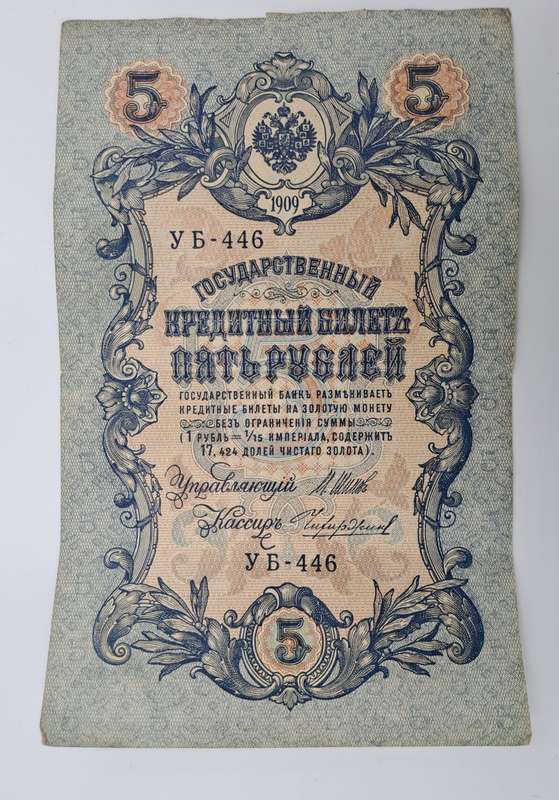 5 5
1909
УБ-446
ГОСУДАРСТВЕННЫЙ
КРЕДИТНЫЙ БИЛЕТЪ
ПЯТЬ РУБЛЕЙ
ГОСУДАРСТВЕННЫЙ БАНКЪ РАЗМѢНИВАЕТЪ
КРЕДИТНЫЕ БИЛЕТЫ НА ЗОЛОТУЮ МОНЕТУ
БЕЗЪ ОГРАНИЧЕНІЯ СУММЫ
(1 РУБЛЬ = 1/15 ИМПЕРІАЛА, СОДЕРЖИТЪ
17,424 ДОЛЕЙ ЧИСТАГО ЗОЛОТА).
Управляющій
Кассиръ
УБ-446
5